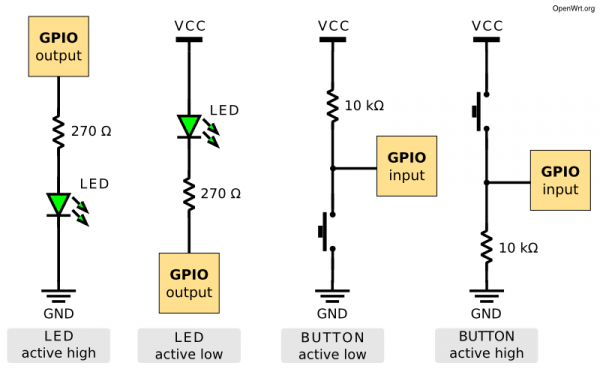 OpenWrt.org
GPIO
output
270 Ω
LED
GND
LED
active high
VCC
LED
270 Ω
GPIO
output
LED
active low
VCC
10 kΩ
GPIO
input
GND
BUTTON
active low
VCC
GPIO
input
10 kΩ
GND
BUTTON
active high